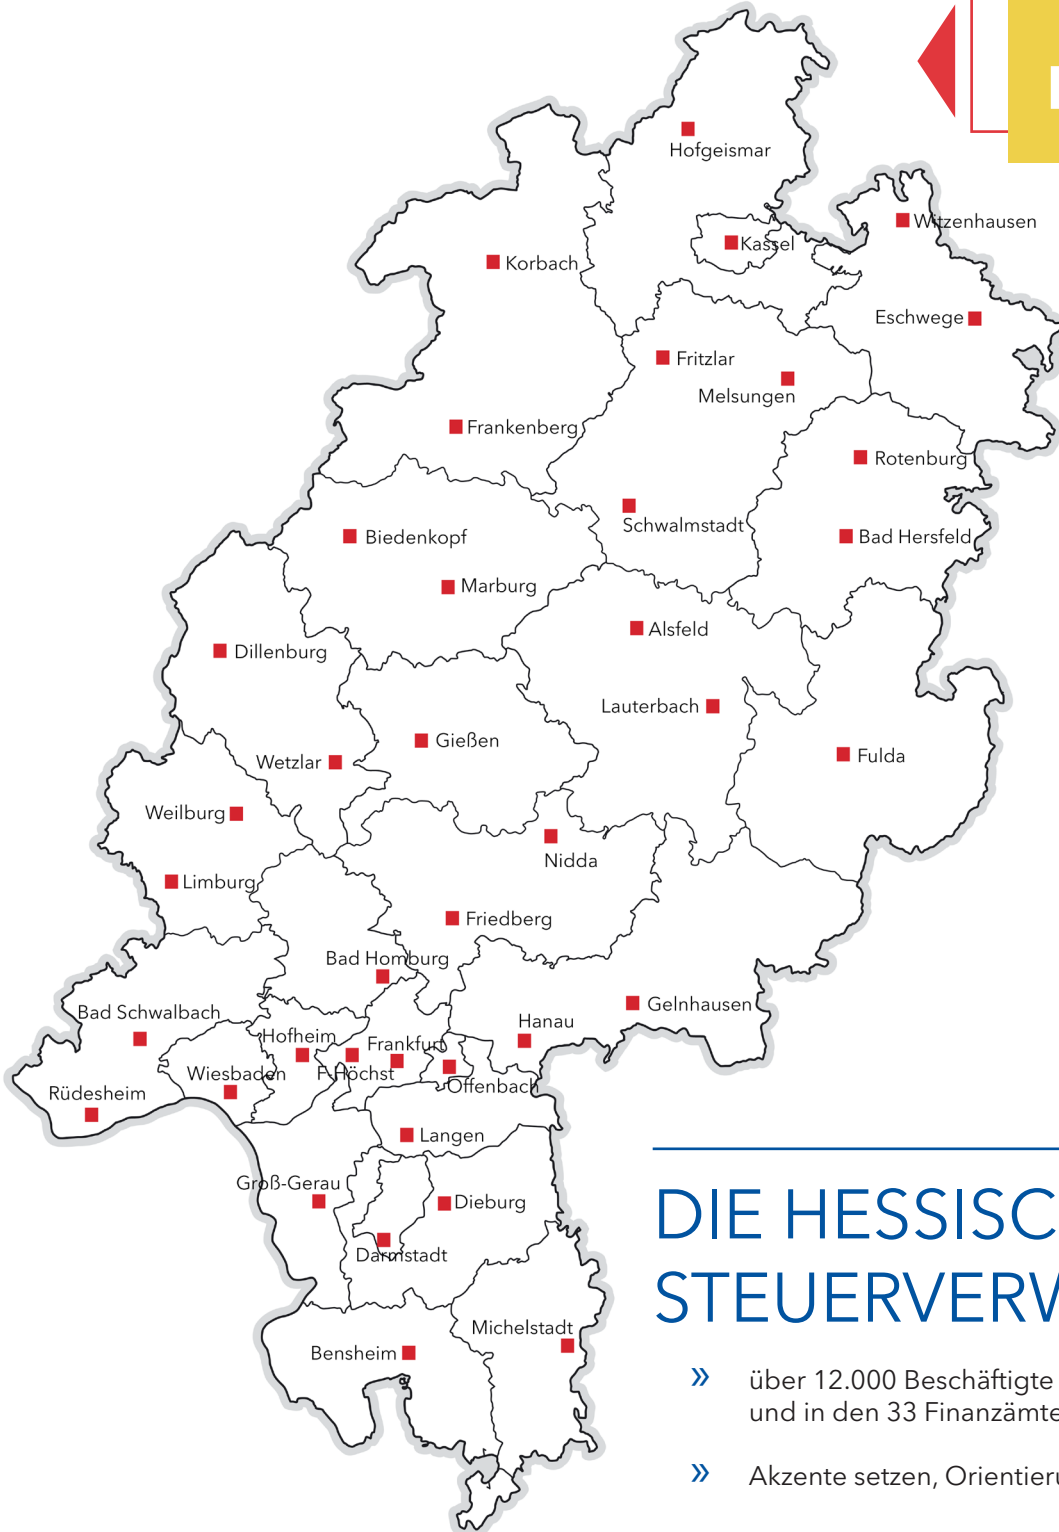 Hofgeismar
Witzenhausen
Kassel
Korbach
Eschwege
Fritzlar
Melsungen
Frankenberg
Rotenburg
Schwalmstadt
Biedenkopf
Bad Hersfeld
Marburg
Alsfeld
Dillenburg
Lauterbach
Gießen
Fulda
Wetzlar
Weilburg
Nidda
Limburg
Friedberg
Bad Homburg
Gelnhausen
Bad Schwalbach
Hanau
Hofheim
Frankfurt
F-Höchst
Wiesbaden
Offenbach
Rüdesheim
Langen
Groß-Gerau
Dieburg
Darmstadt
Michelstadt
Bensheim
DIE HESSISC
STEUERVERW
» über 12.000 Beschäftigte
und in den 33 Finanzämte
» Akzente setzen, Orientieru